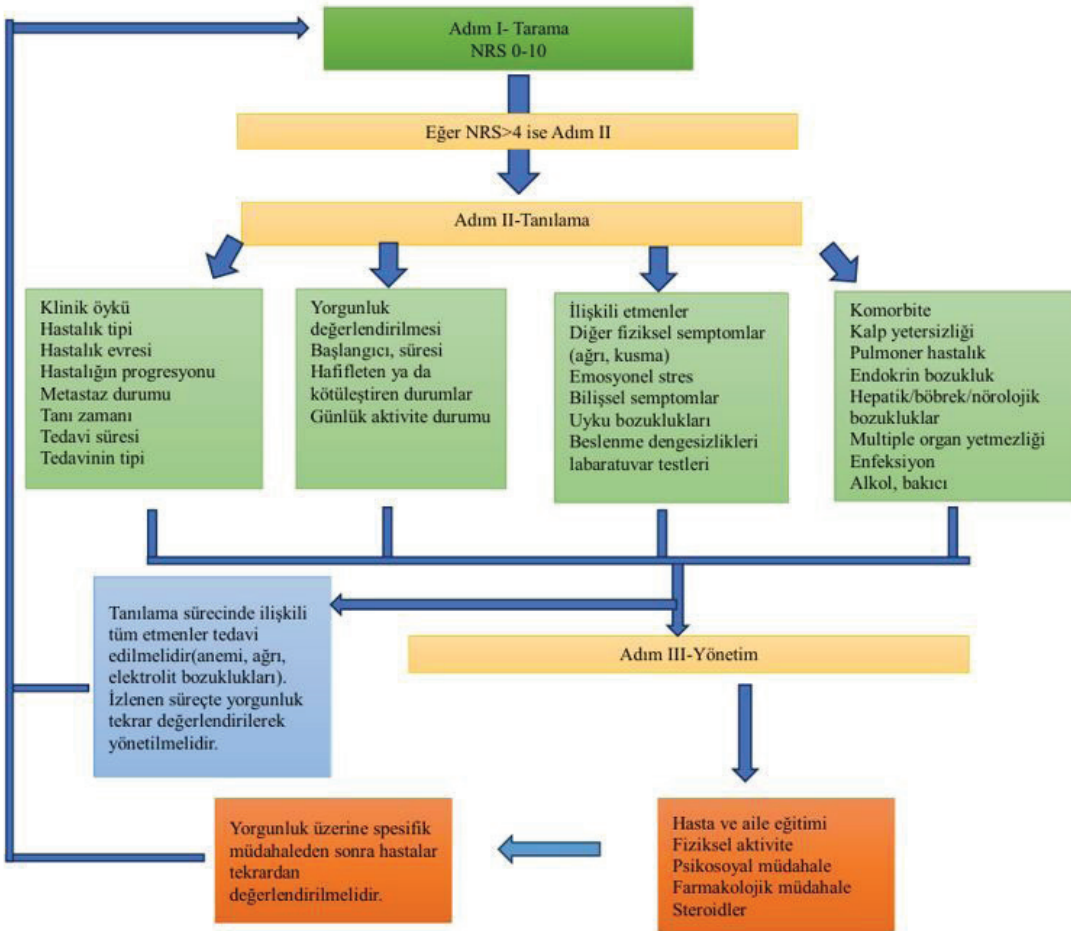 Adım I- Tarama
NRS 0-10
Eğer NRS>4 ise Adım II
Adım II-Tanılama
Klinik öykü
Hastalık tipi
Hastalık evresi
Hastalığın progresyonu
Metastaz durumu
Tanı zamanı
Tedavi süresi
Tedavinin tipi
Yorgunluk
değerlendirilmesi
Başlangıcı, süresi
Hafifleten ya da
kötüleştiren durumlar
Günlük aktivite durumu
İlişkili etmenler
Diğer fiziksel semptomlar
(ağrı, kusma)
Emosyonel stres
Bilişsel semptomlar
Uyku bozuklukları
Beslenme dengesizlikleri
labaratuvar testleri
Komorbite
Kalp yetersizliği
Pulmoner hastalık
Endokrin bozukluk
Hepatik/böbrek/nörolojik
bozukluklar
Multiple organ yetmezliği
Enfeksiyon
Alkol, bakıcı
Tanılama sürecinde ilişkili
tüm etmenler tedavi
edilmelidir(anemi, ağrı,
elektrolit bozuklukları).
İzlenen süreçte yorgunluk
tekrar değerlendirilerek
yönetilmelidir.
Adım III-Yönetim
Yorgunluk üzerine spesifik
müdahaleden sonra hastalar
tekrardan
değerlendirilmelidir.
Hasta ve aile eğitimi
Fiziksel aktivite
Psikosoyal müdahale
Farmakolojik müdahale
Steroidler